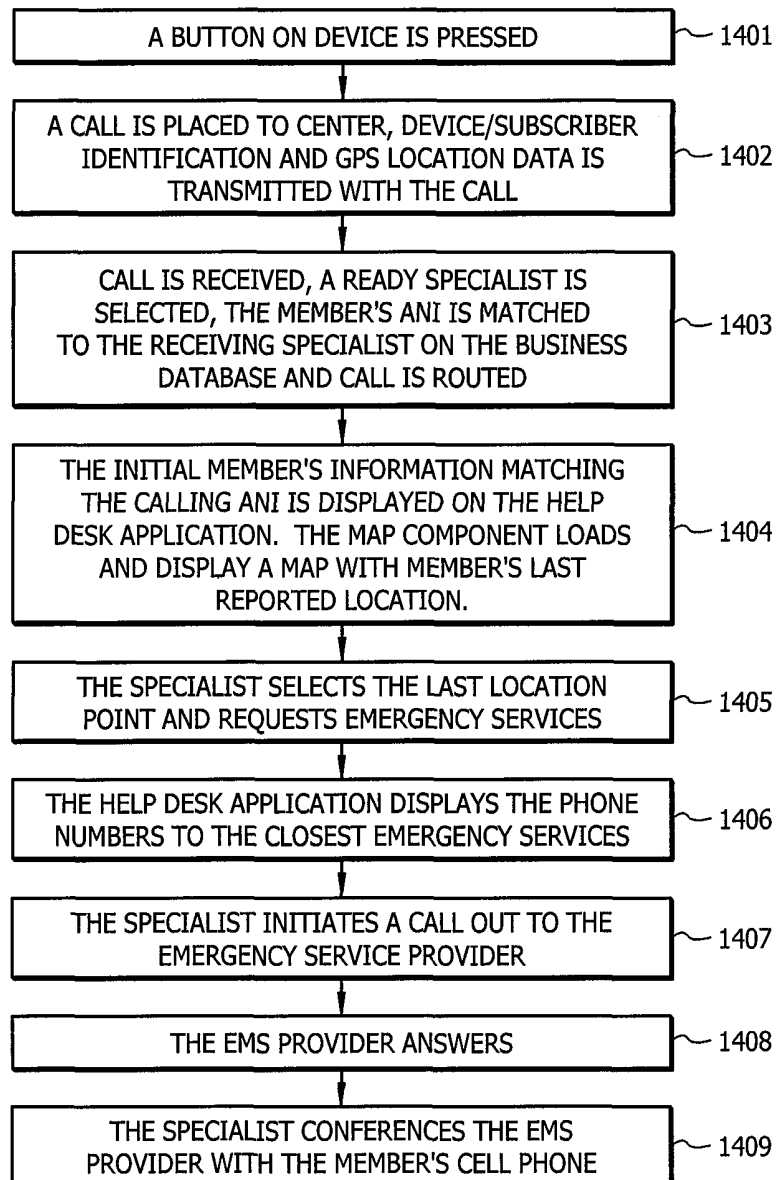 A BUTTON ON DEVICE IS PRESSED
1401
A CALL IS PLACED TO CENTER, DEVICE/SUBSCRIBER
IDENTIFICATION AND GPS LOCATION DATA IS
TRANSMITTED WITH THE CALL
1402
CALL IS RECEIVED, A READY SPECIALIST IS
SELECTED, THE MEMBER'S ANI IS MATCHED
TO THE RECEIVING SPECIALIST ON THE BUSINESS
DATABASE AND CALL IS ROUTED
1403
THE INITIAL MEMBER'S INFORMATION MATCHING
THE CALLING ANI IS DISPLAYED ON THE HELP
DESK APPLICATION. THE MAP COMPONENT LOADS
AND DISPLAY A MAP WITH MEMBER'S LAST
REPORTED LOCATION.
1404
THE SPECIALIST SELECTS THE LAST LOCATION
POINT AND REQUESTS EMERGENCY SERVICES
1405
THE HELP DESK APPLICATION DISPLAYS THE PHONE
NUMBERS TO THE CLOSEST EMERGENCY SERVICES
1406
THE SPECIALIST INITIATES A CALL OUT TO THE
EMERGENCY SERVICE PROVIDER
1407
THE EMS PROVIDER ANSWERS
1408
THE SPECIALIST CONFERENCES THE EMS
PROVIDER WITH THE MEMBER'S CELL PHONE
1409